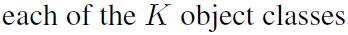 each of the K object classes